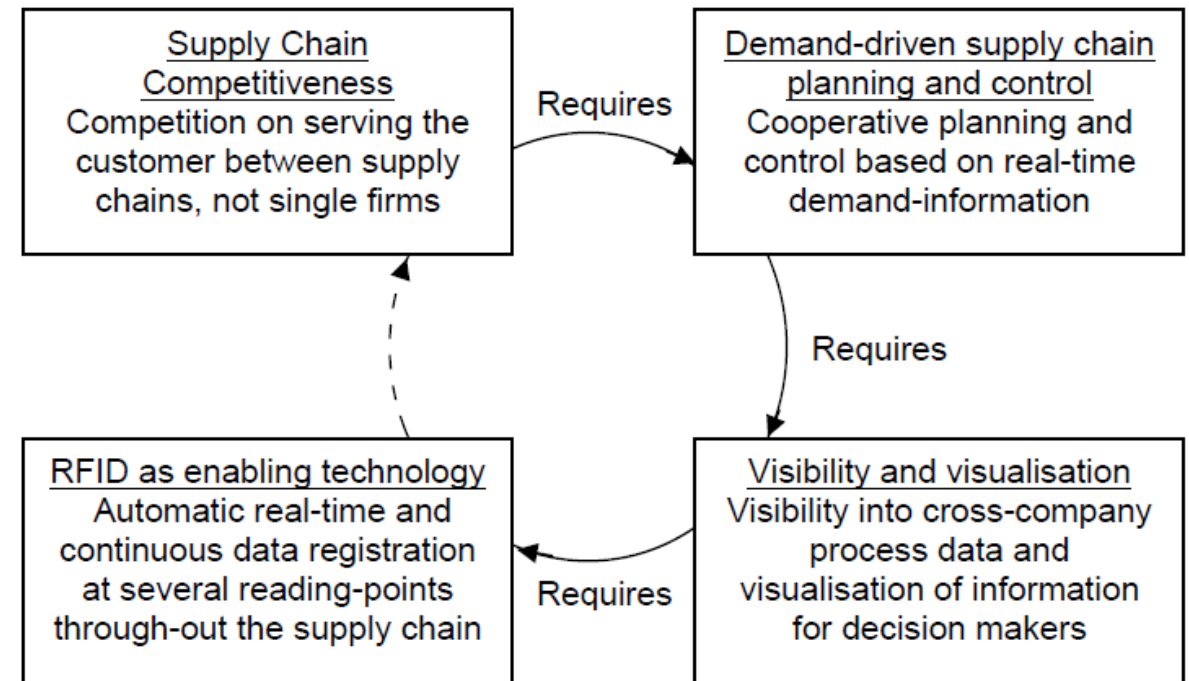 Supply Chain
Competitiveness
Competition on serving the
customer between supply
chains, not single firms
Requires
Demand-driven supply chain
planning and control
Cooperative planning and
control based on real-time
demand-information
Requires
RFID as enabling technology
Automatic real-time and
continuous data registration
at several reading-points
through-out the supply chain
Requires
Visibility and visualisation
Visibility into cross-company
process data and
visualisation of information
for decision makers